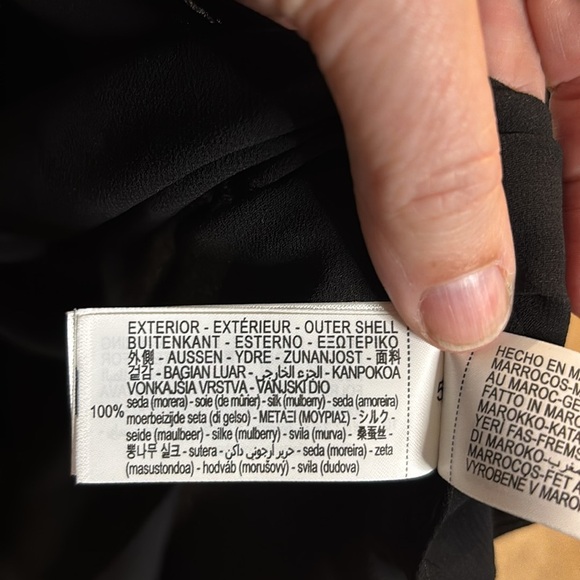 EXTERIOR - EXTÉRIEUR - OUTER SHELL
BUITENKANT - ESTERNO - ΕΞΩΤΕΡΙΚΟ
外側 - AUSSEN - YDRE - ZUNANJOST - 面料
겉감 - BAGIAN LUAR - الجزء الخارجي - KANPOKOA
VONKAJSIA VRSTVA - VANJSKI DIO
100% seda (morera) - soie (de mûrier) - silk (mulberry) - seda (amoreira)
moerbeizijde seta (di gelso) - ΜΕΤΑΞΙ (ΜΟΥΡΙΑΣ) - シルク -
seide (maulbeer) - silke (mulberry) - svila (murva) - 桑蚕丝 -
뽕나무 실크 - sutera - حرير أرجوني داكن - seda (moreira) - zeta
(masustondoa) - hodváb (morušový) - svila (dudova)
5
HECHO EN M
MARROCOS-
AU MAROC-GE
FATTO IN MAR
MAROKKO-KATA
YERI FAS-FREMS
DI MAROKO-
MARROCOS-FET A
VYROBENÉ V MAROK